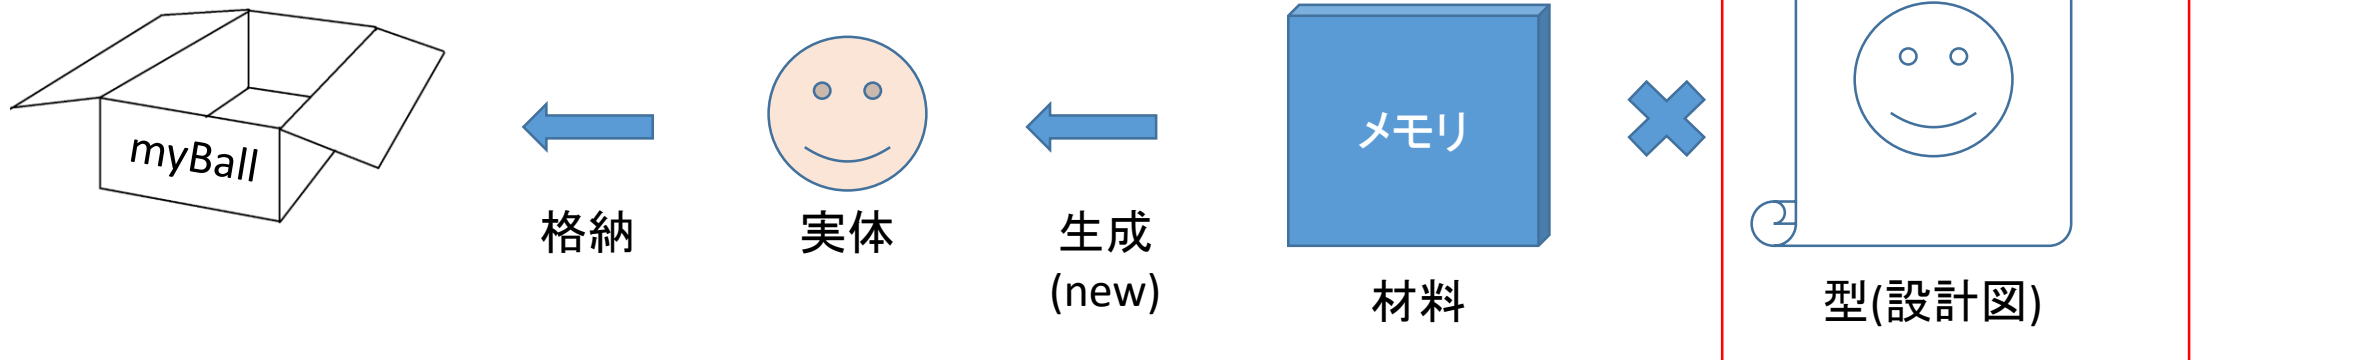 myBall
格納
実体
生成
(new)
メモリ
材料
型(設計図)